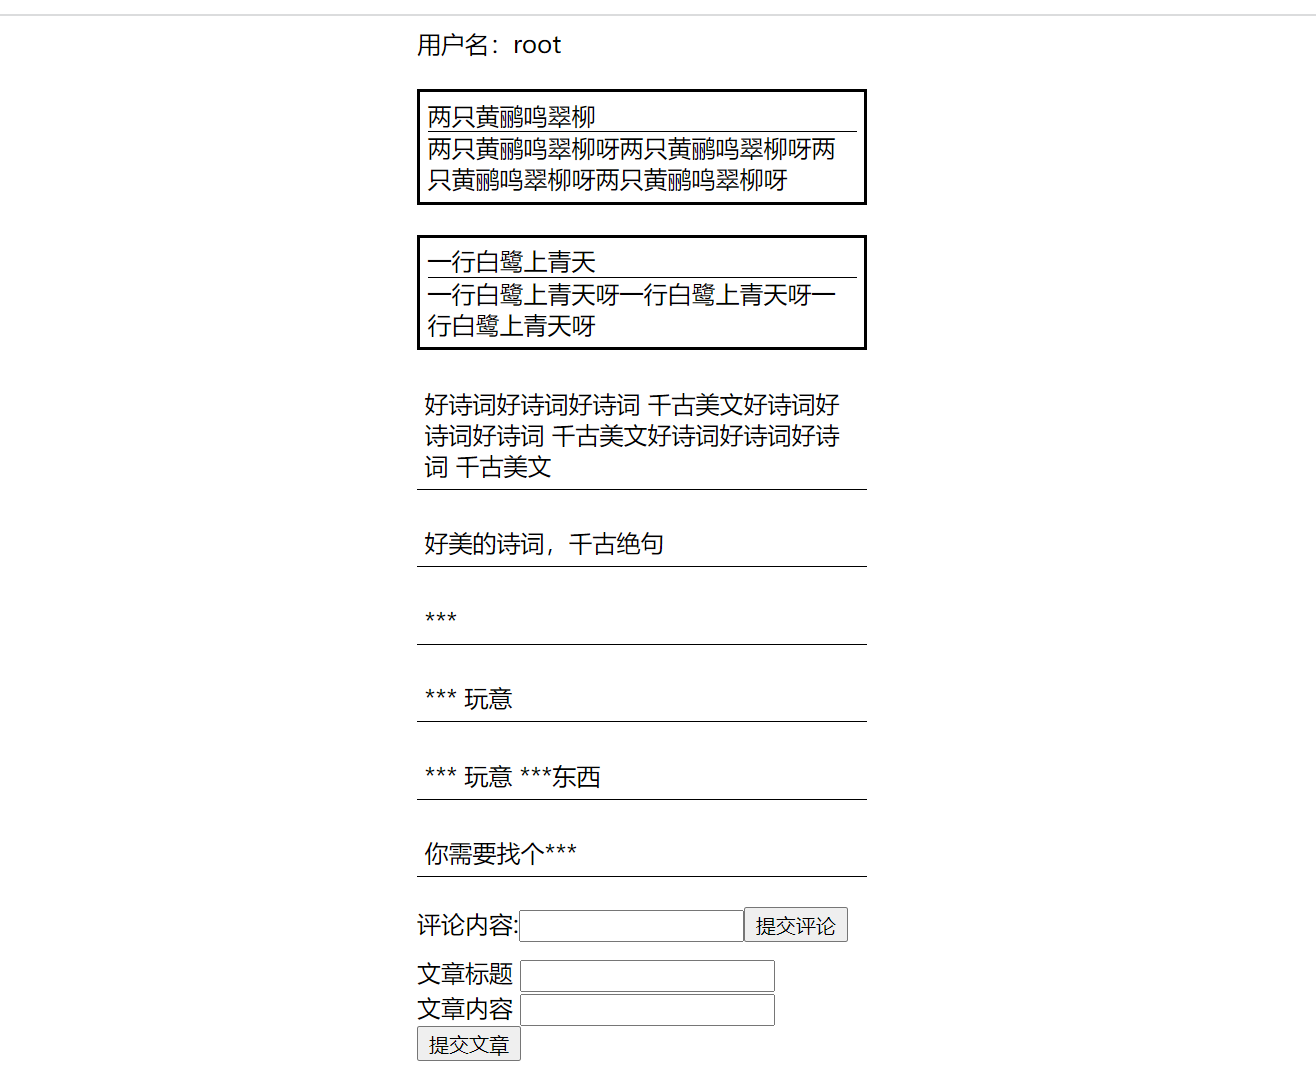 用户名：root
两只黄鹂鸣翠柳
两只黄鹂鸣翠柳呀两只黄鹂鸣翠柳呀两
只黄鹂鸣翠柳呀两只黄鹂鸣翠柳呀
一行白鹭上青天
一行白鹭上青天呀一行白鹭上青天呀一
行白鹭上青天呀
好诗词好诗词好诗词 千古美文好诗词好
诗词好诗词 千古美文好诗词好诗词好诗
词 千古美文
好美的诗词，千古绝句
***
*** 玩意
*** 玩意 ***东西
你需要找个***
评论内容: 提交评论
文章标题
文章内容
提交文章